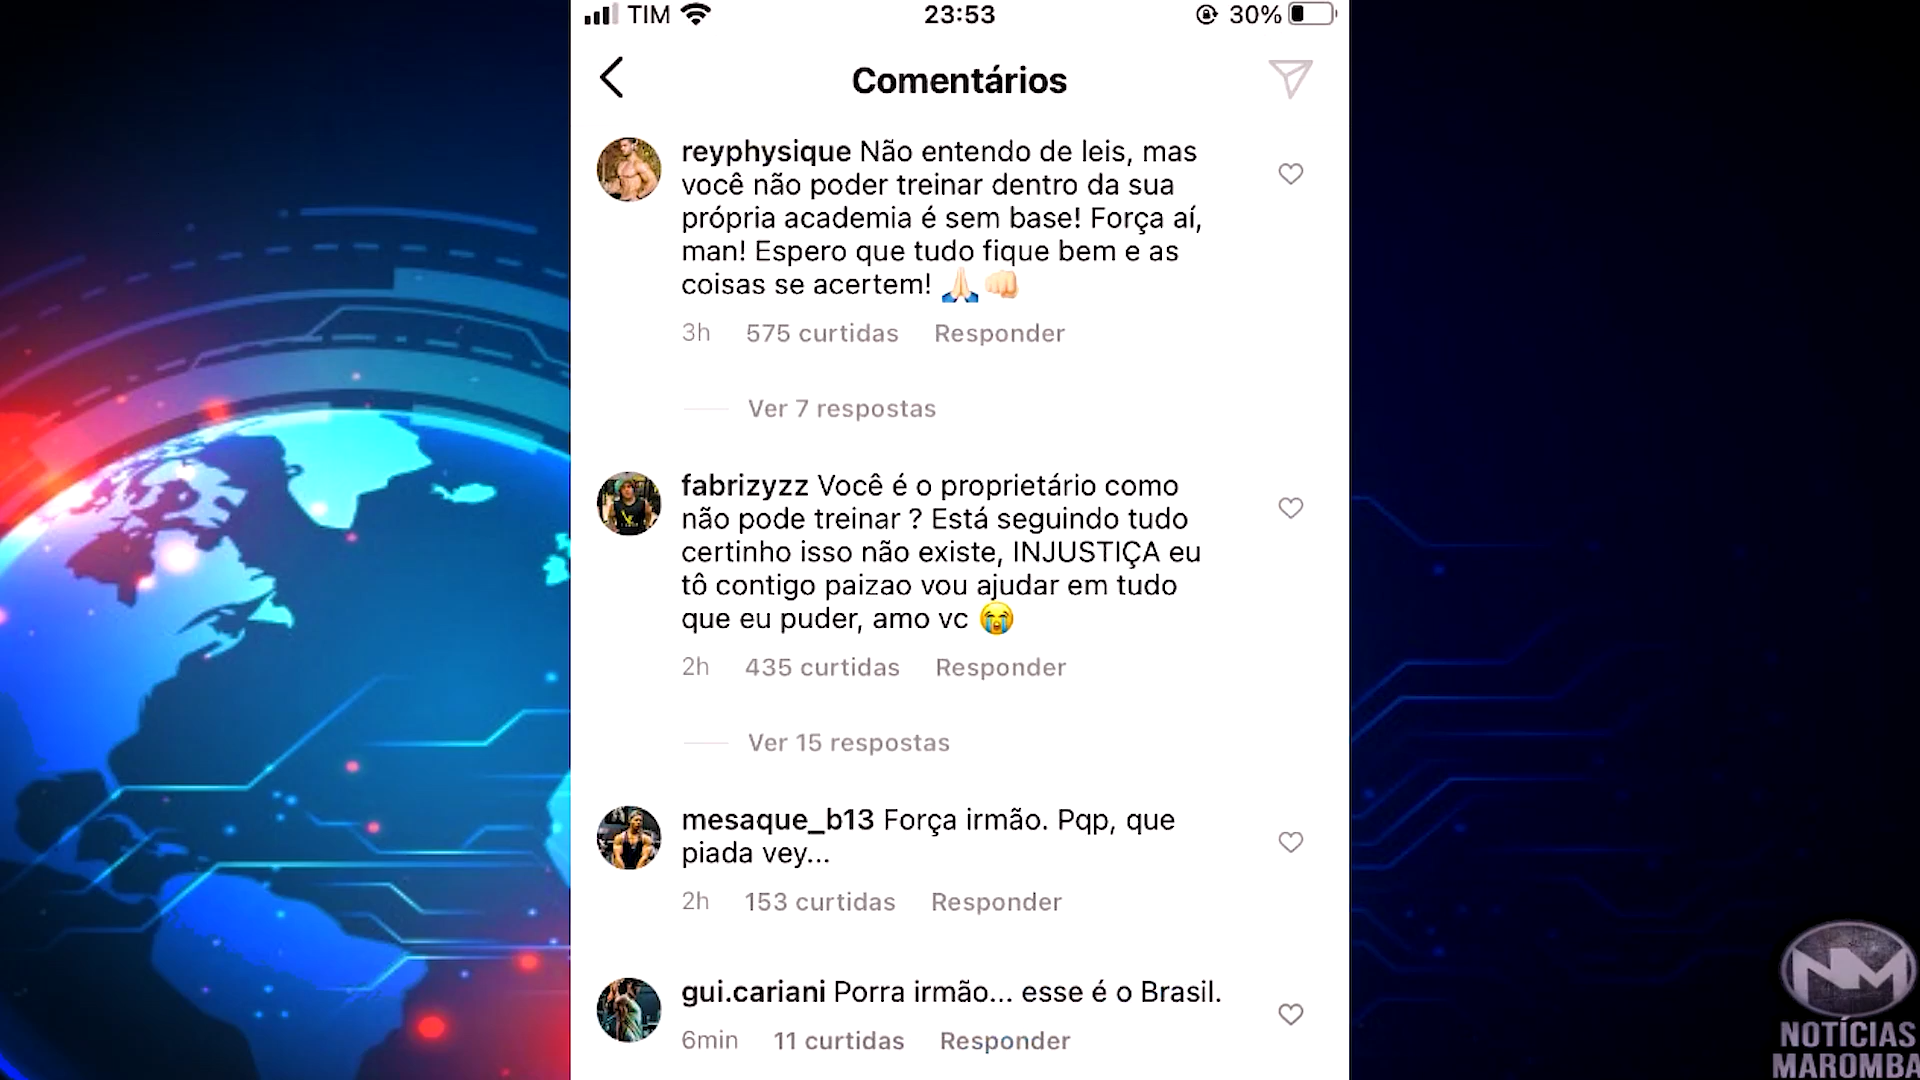 TIM
23:53
30%
Comentários
reyphysique Não entendo de leis, mas
você não poder treinar dentro da sua
própria academia é sem base! Força aí,
man! Espero que tudo fique bem e as
coisas se acertem! 🙏🏻👊🏻
3h 575 curtidas Responder
Ver 7 respostas
fabrizyzz Você é o proprietário como
não pode treinar ? Está seguindo tudo
certinho isso não existe, INJUSTIÇA eu
tô contigo paizao vou ajudar em tudo
que eu puder, amo vc 😭
2h 435 curtidas Responder
Ver 15 respostas
mesaque_b13 Força irmão. Pqp, que
piada vey...
2h 153 curtidas Responder
gui.cariani Porra irmão... esse é o Brasil.
6min 11 curtidas Responder
NM
NOTÍCIAS
MAROMBA